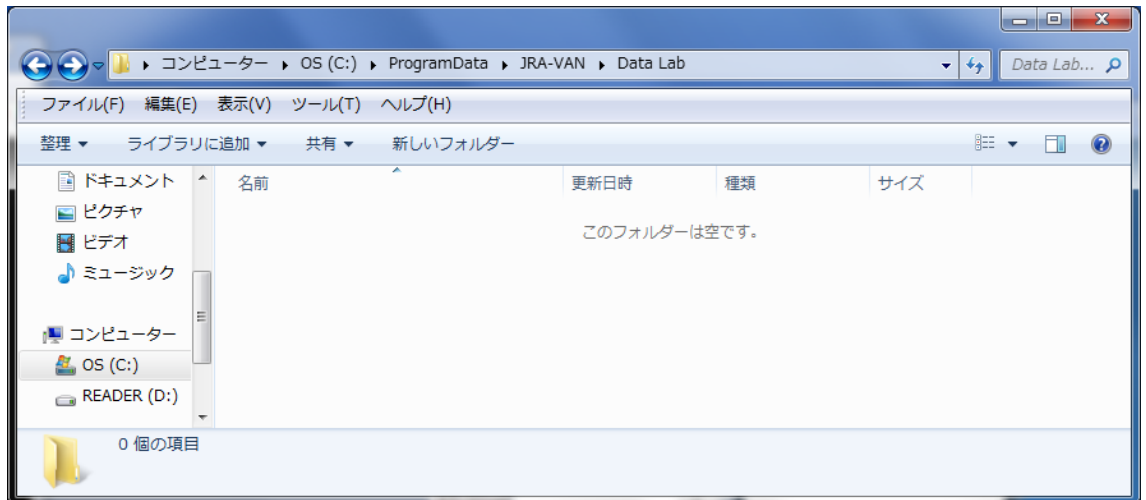 コンピューター ▸ OS (C:) ▸ ProgramData ▸ JRA-VAN ▸ Data Lab
Data Lab...
ファイル(F) 編集(E) 表示(V) ツール(T) ヘルプ(H)
整理 ライブラリに追加 共有 新しいフォルダー
ドキュメント
ピクチャ
ビデオ
ミュージック
コンピューター
OS (C:)
READER (D:)
名前 更新日時 種類 サイズ
このフォルダーは空です。
0 個の項目